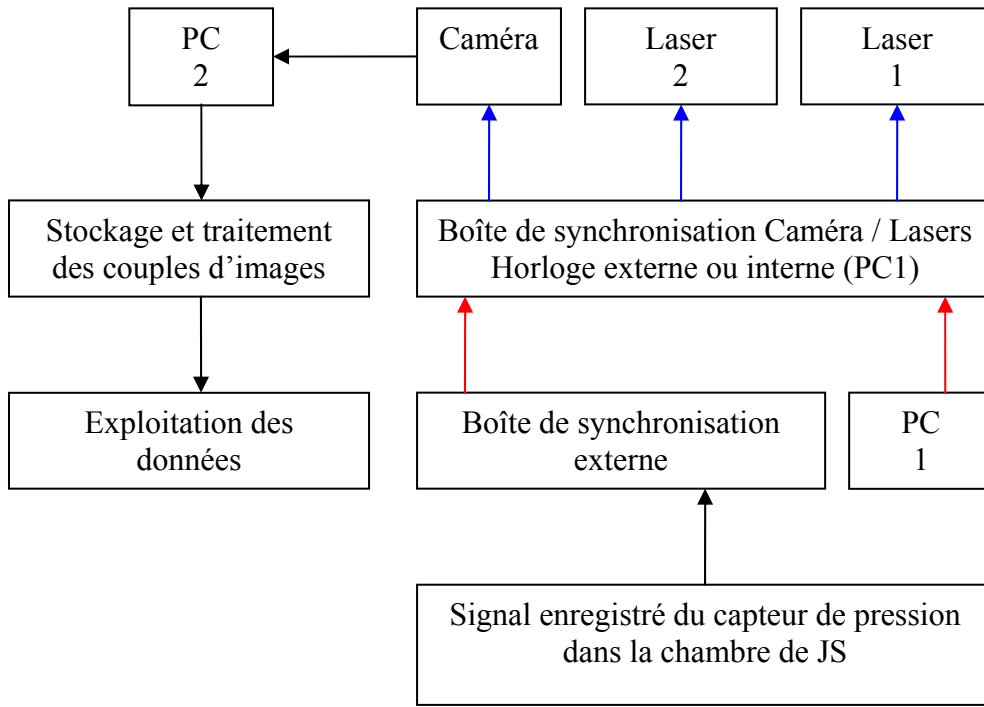 PC
2
Caméra
Laser
2
Laser
1
Stockage et traitement
des couples d’images
Boîte de synchronisation Caméra / Lasers
Horloge externe ou interne (PC1)
Exploitation des
données
Boîte de synchronisation
externe
PC
1
Signal enregistré du capteur de pression
dans la chambre de JS